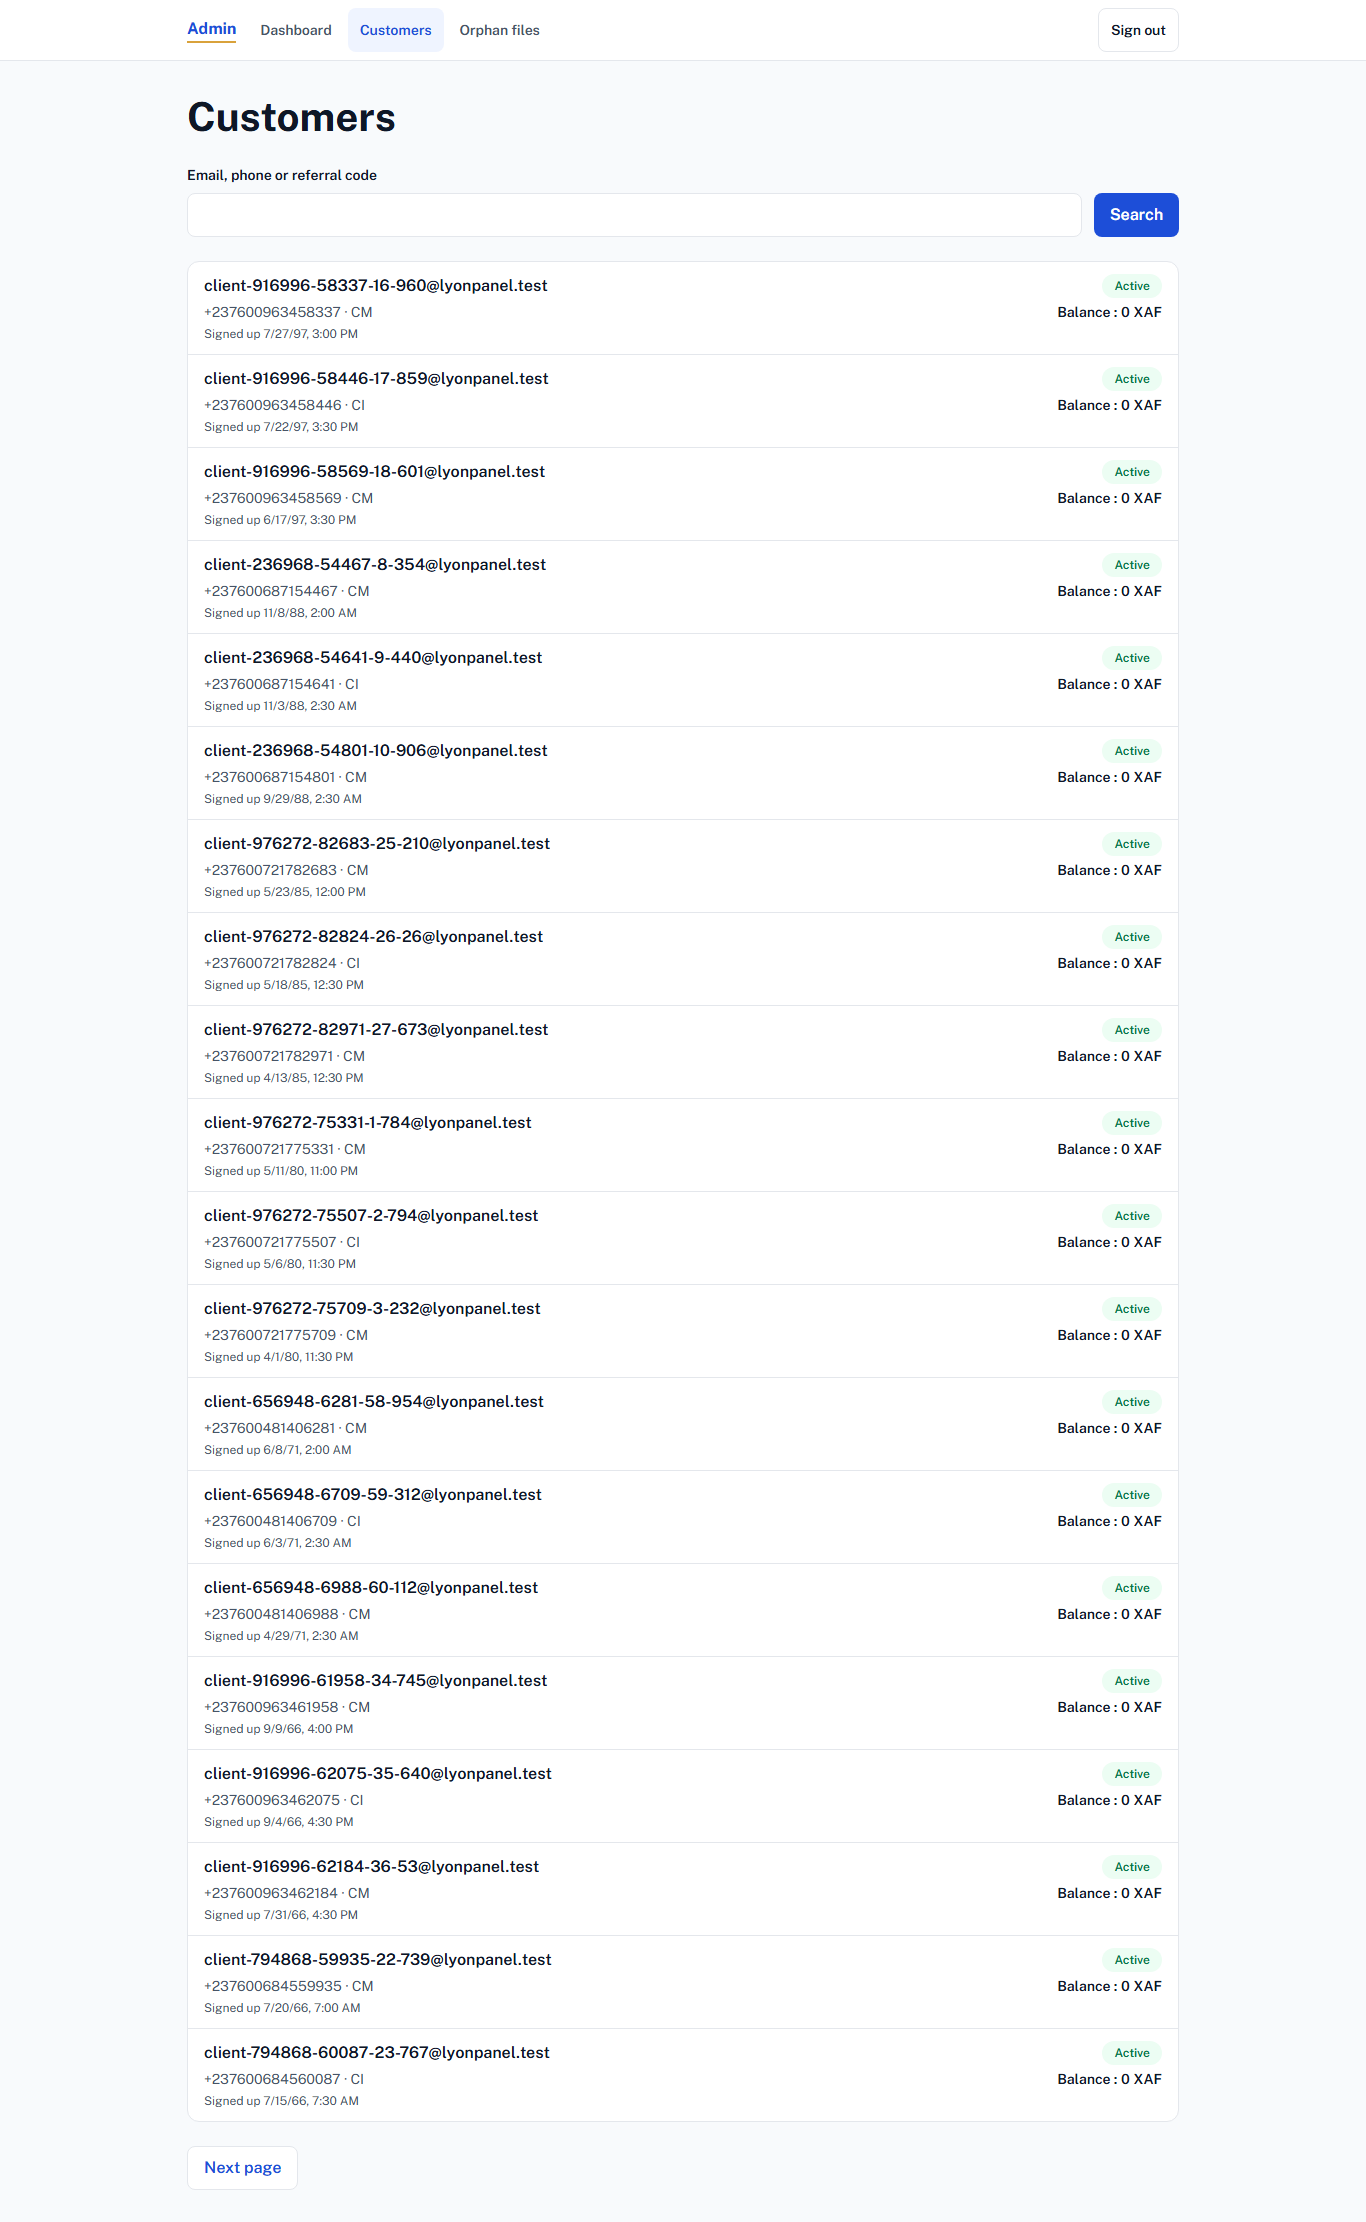 Admin Dashboard Customers Orphan files Sign out
Customers
Email, phone or referral code
Search
client-916996-58337-16-960@lyonpanel.test Active
+237600963458337 · CM Balance : 0 XAF
Signed up 7/27/97, 3:00 PM
client-916996-58446-17-859@lyonpanel.test Active
+237600963458446 · CI Balance : 0 XAF
Signed up 7/22/97, 3:30 PM
client-916996-58569-18-601@lyonpanel.test Active
+237600963458569 · CM Balance : 0 XAF
Signed up 6/17/97, 3:30 PM
client-236968-54467-8-354@lyonpanel.test Active
+237600687154467 · CM Balance : 0 XAF
Signed up 11/8/88, 2:00 AM
client-236968-54641-9-440@lyonpanel.test Active
+237600687154641 · CI Balance : 0 XAF
Signed up 11/3/88, 2:30 AM
client-236968-54801-10-906@lyonpanel.test Active
+237600687154801 · CM Balance : 0 XAF
Signed up 9/29/88, 2:30 AM
client-976272-82683-25-210@lyonpanel.test Active
+237600721782683 · CM Balance : 0 XAF
Signed up 5/23/85, 12:00 PM
client-976272-82824-26-26@lyonpanel.test Active
+237600721782824 · CI Balance : 0 XAF
Signed up 5/18/85, 12:30 PM
client-976272-82971-27-673@lyonpanel.test Active
+237600721782971 · CM Balance : 0 XAF
Signed up 4/13/85, 12:30 PM
client-976272-75331-1-784@lyonpanel.test Active
+237600721775331 · CM Balance : 0 XAF
Signed up 5/11/80, 11:00 PM
client-976272-75507-2-794@lyonpanel.test Active
+237600721775507 · CI Balance : 0 XAF
Signed up 5/6/80, 11:30 PM
client-976272-75709-3-232@lyonpanel.test Active
+237600721775709 · CM Balance : 0 XAF
Signed up 4/1/80, 11:30 PM
client-656948-6281-58-954@lyonpanel.test Active
+237600481406281 · CM Balance : 0 XAF
Signed up 6/8/71, 2:00 AM
client-656948-6709-59-312@lyonpanel.test Active
+237600481406709 · CI Balance : 0 XAF
Signed up 6/3/71, 2:30 AM
client-656948-6988-60-112@lyonpanel.test Active
+237600481406988 · CM Balance : 0 XAF
Signed up 4/29/71, 2:30 AM
client-916996-61958-34-745@lyonpanel.test Active
+237600963461958 · CM Balance : 0 XAF
Signed up 9/9/66, 4:00 PM
client-916996-62075-35-640@lyonpanel.test Active
+237600963462075 · CI Balance : 0 XAF
Signed up 9/4/66, 4:30 PM
client-916996-62184-36-53@lyonpanel.test Active
+237600963462184 · CM Balance : 0 XAF
Signed up 7/31/66, 4:30 PM
client-794868-59935-22-739@lyonpanel.test Active
+237600684559935 · CM Balance : 0 XAF
Signed up 7/20/66, 7:00 AM
client-794868-60087-23-767@lyonpanel.test Active
+237600684560087 · CI Balance : 0 XAF
Signed up 7/15/66, 7:30 AM
Next page